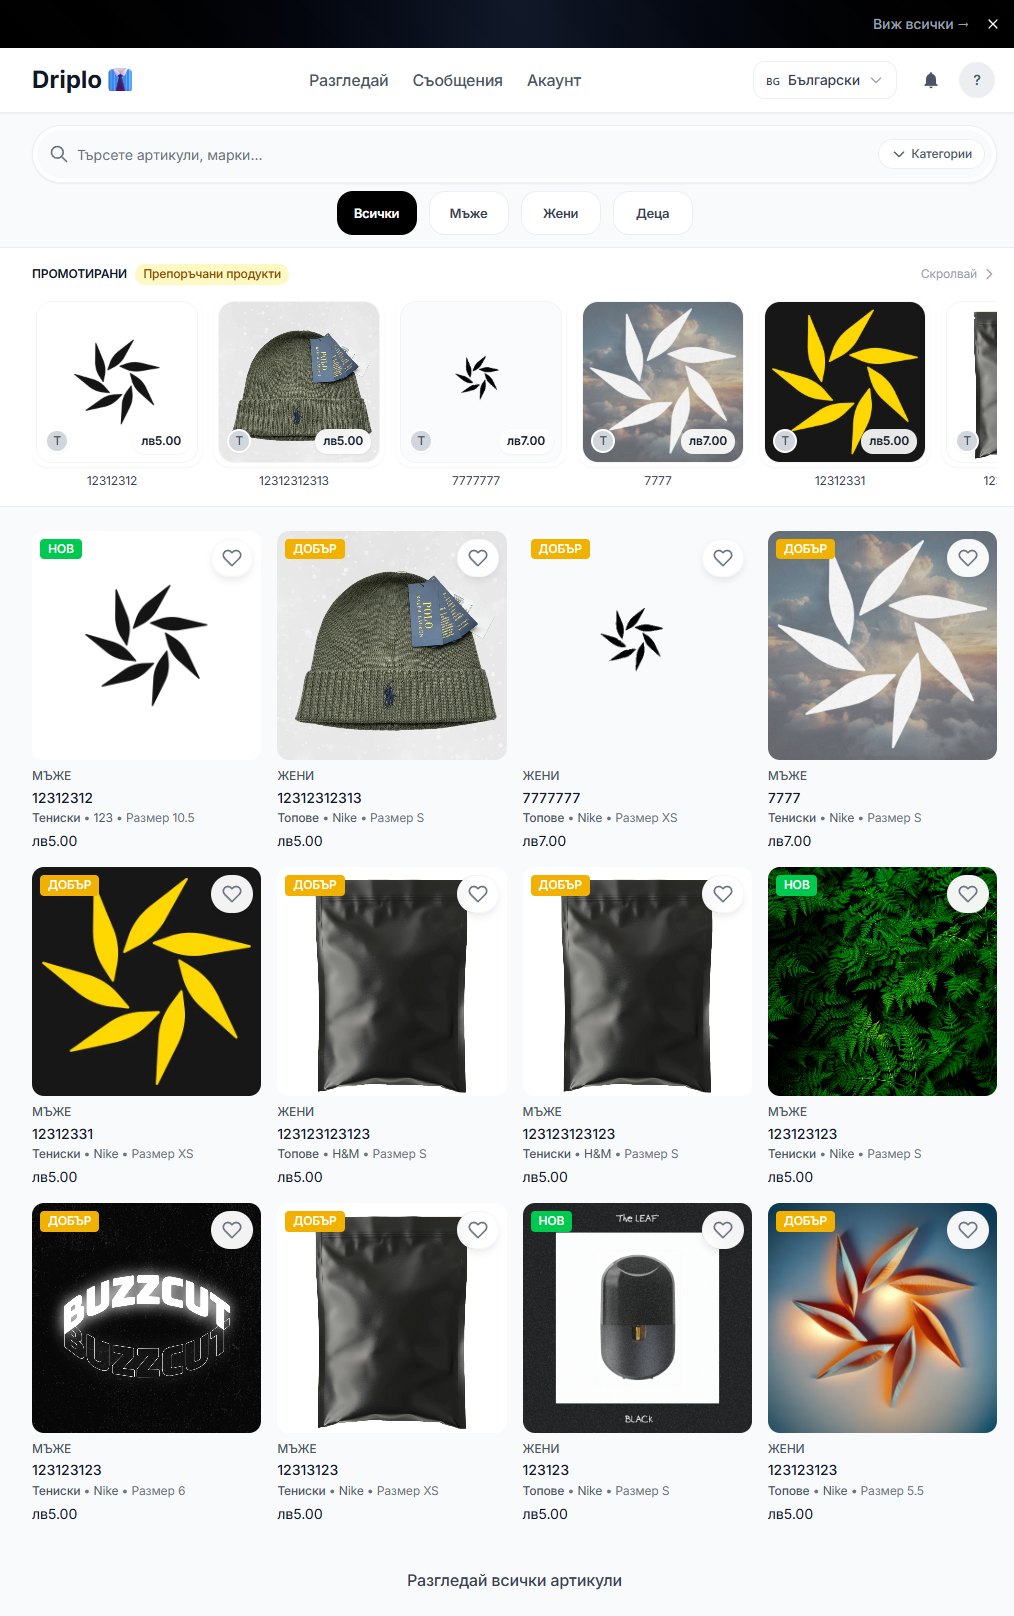 Виж всички →
Driplo
Разгледай Съобщения Акаунт
BG Български
?
Търсете артикули, марки...
Категории
Всички Мъже Жени Деца
ПРОМОТИРАНИ Препоръчани продукти
Скролвай
T лв5.00
POLO
T лв5.00
T лв7.00
T лв7.00
T лв5.00
T
12312312
12312312313
7777777
7777
12312331
12
НОВ
ДОБЪР
POLO
RALPH LAUREN
ДОБЪР
ДОБЪР
МЪЖЕ
12312312
Тениски • 123 • Размер 10.5
лв5.00
ЖЕНИ
12312312313
Топове • Nike • Размер S
лв5.00
ЖЕНИ
7777777
Топове • Nike • Размер XS
лв7.00
МЪЖЕ
7777
Тениски • Nike • Размер S
лв7.00
ДОБЪР
ДОБЪР
ДОБЪР
НОВ
МЪЖЕ
12312331
Тениски • Nike • Размер XS
лв5.00
ЖЕНИ
123123123123
Топове • H&M • Размер S
лв5.00
МЪЖЕ
123123123123
Тениски • H&M • Размер S
лв5.00
МЪЖЕ
123123123
Тениски • Nike • Размер S
лв5.00
ДОБЪР
BUZZCUT
BUZZCUT
ДОБЪР
НОВ
"The LEAF"
BLACK
ДОБЪР
МЪЖЕ
123123123
Тениски • Nike • Размер 6
лв5.00
МЪЖЕ
12313123
Тениски • Nike • Размер XS
лв5.00
ЖЕНИ
123123
Топове • Nike • Размер S
лв5.00
ЖЕНИ
123123123
Топове • Nike • Размер 5.5
лв5.00
Разгледай всички артикули